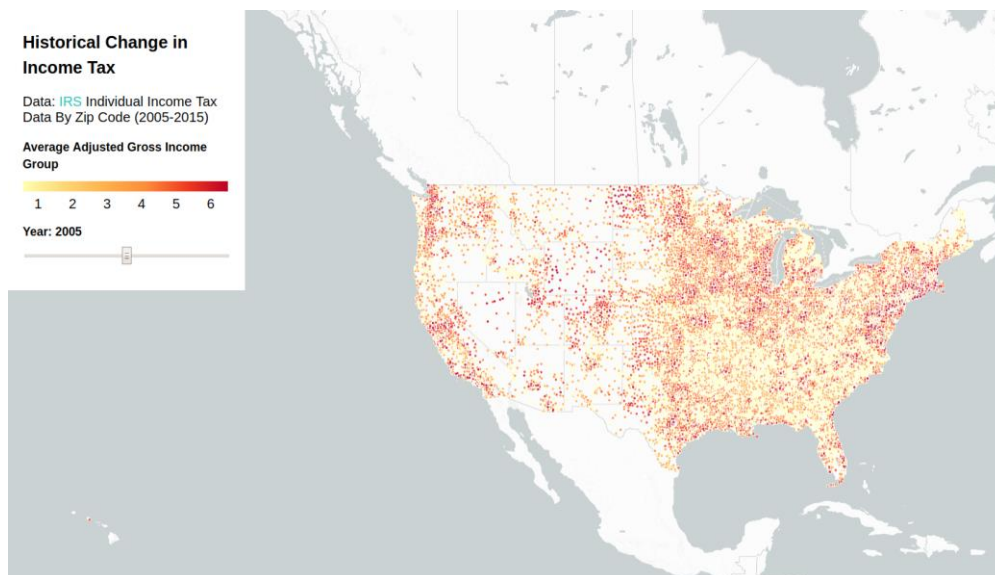 Historical Change in
Income Tax
Data: IRS Individual Income Tax
Data By Zip Code (2005-2015)
Average Adjusted Gross Income
Group
1 2 3 4 5 6
Year: 2005